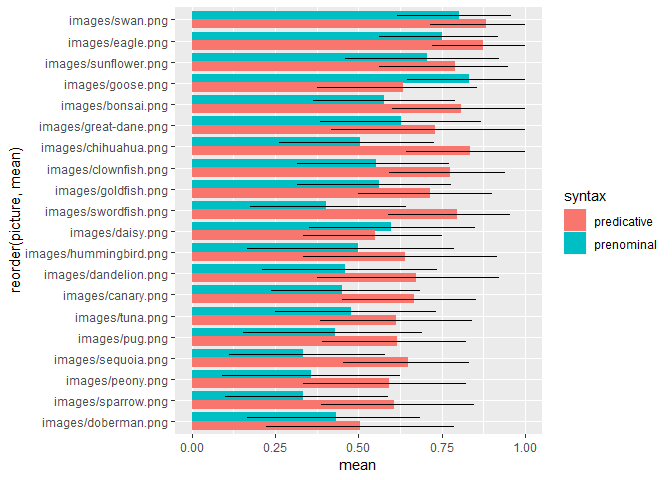 images/swan.png
images/eagle.png
images/sunflower.png
images/goose.png
images/bonsai.png
images/great-dane.png
images/chihuahua.png
images/clownfish.png
images/goldfish.png
images/swordfish.png
images/daisy.png
images/hummingbird.png
images/dandelion.png
images/canary.png
images/tuna.png
images/pug.png
images/sequoia.png
images/peony.png
images/sparrow.png
images/doberman.png
reorder(picture, mean)
0.00 0.25 0.50 0.75 1.00
mean
syntax
predicative
prenominal